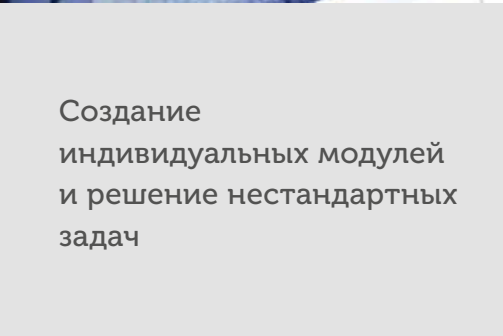 Создание
индивидуальных модулей
и решение нестандартных
задач